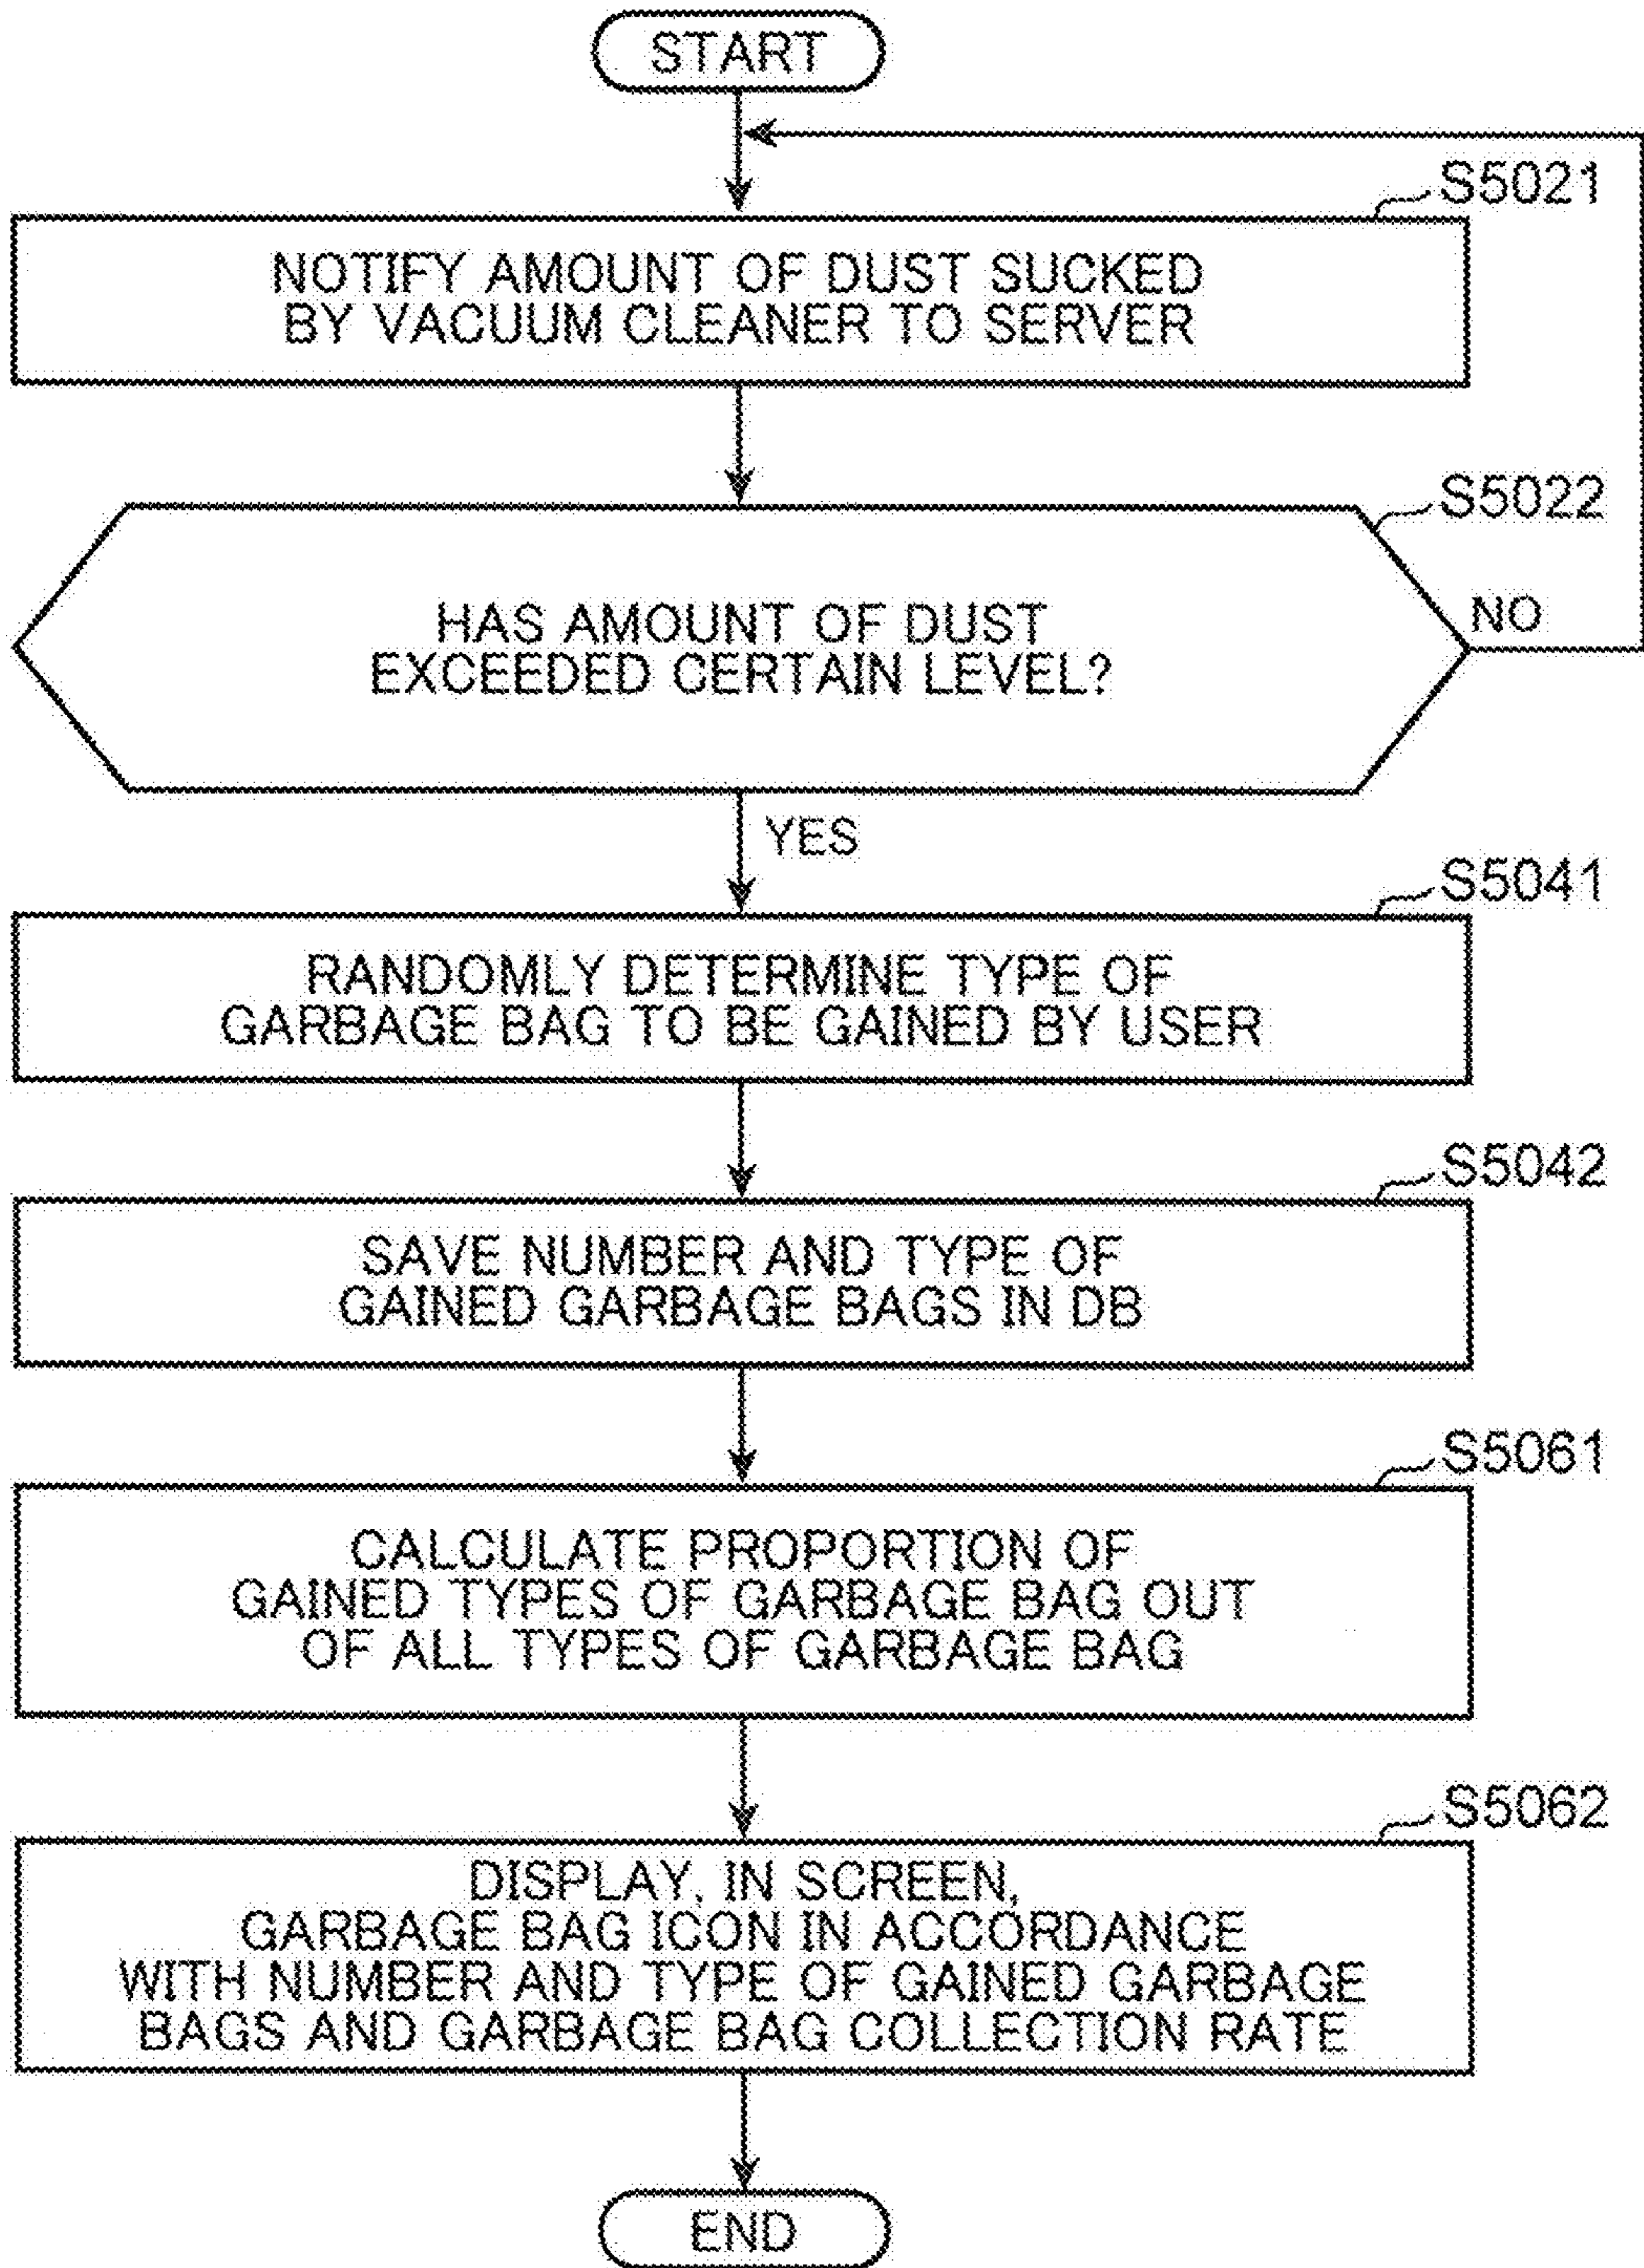 START
S5021
NOTIFY AMOUNT OF DUST SUCKED
BY VACUUM CLEANER TO SERVER
S5022
HAS AMOUNT OF DUST
EXCEEDED CERTAIN LEVEL?
NO
YES
S5041
RANDOMLY DETERMINE TYPE OF
GARBAGE BAG TO BE GAINED BY USER
S5042
SAVE NUMBER AND TYPE OF
GAINED GARBAGE BAGS IN DB
S5061
CALCULATE PROPORTION OF
GAINED TYPES OF GARBAGE BAG OUT
OF ALL TYPES OF GARBAGE BAG
S5062
DISPLAY, IN SCREEN,
GARBAGE BAG ICON IN ACCORDANCE
WITH NUMBER AND TYPE OF GAINED GARBAGE
BAGS AND GARBAGE BAG COLLECTION RATE
END